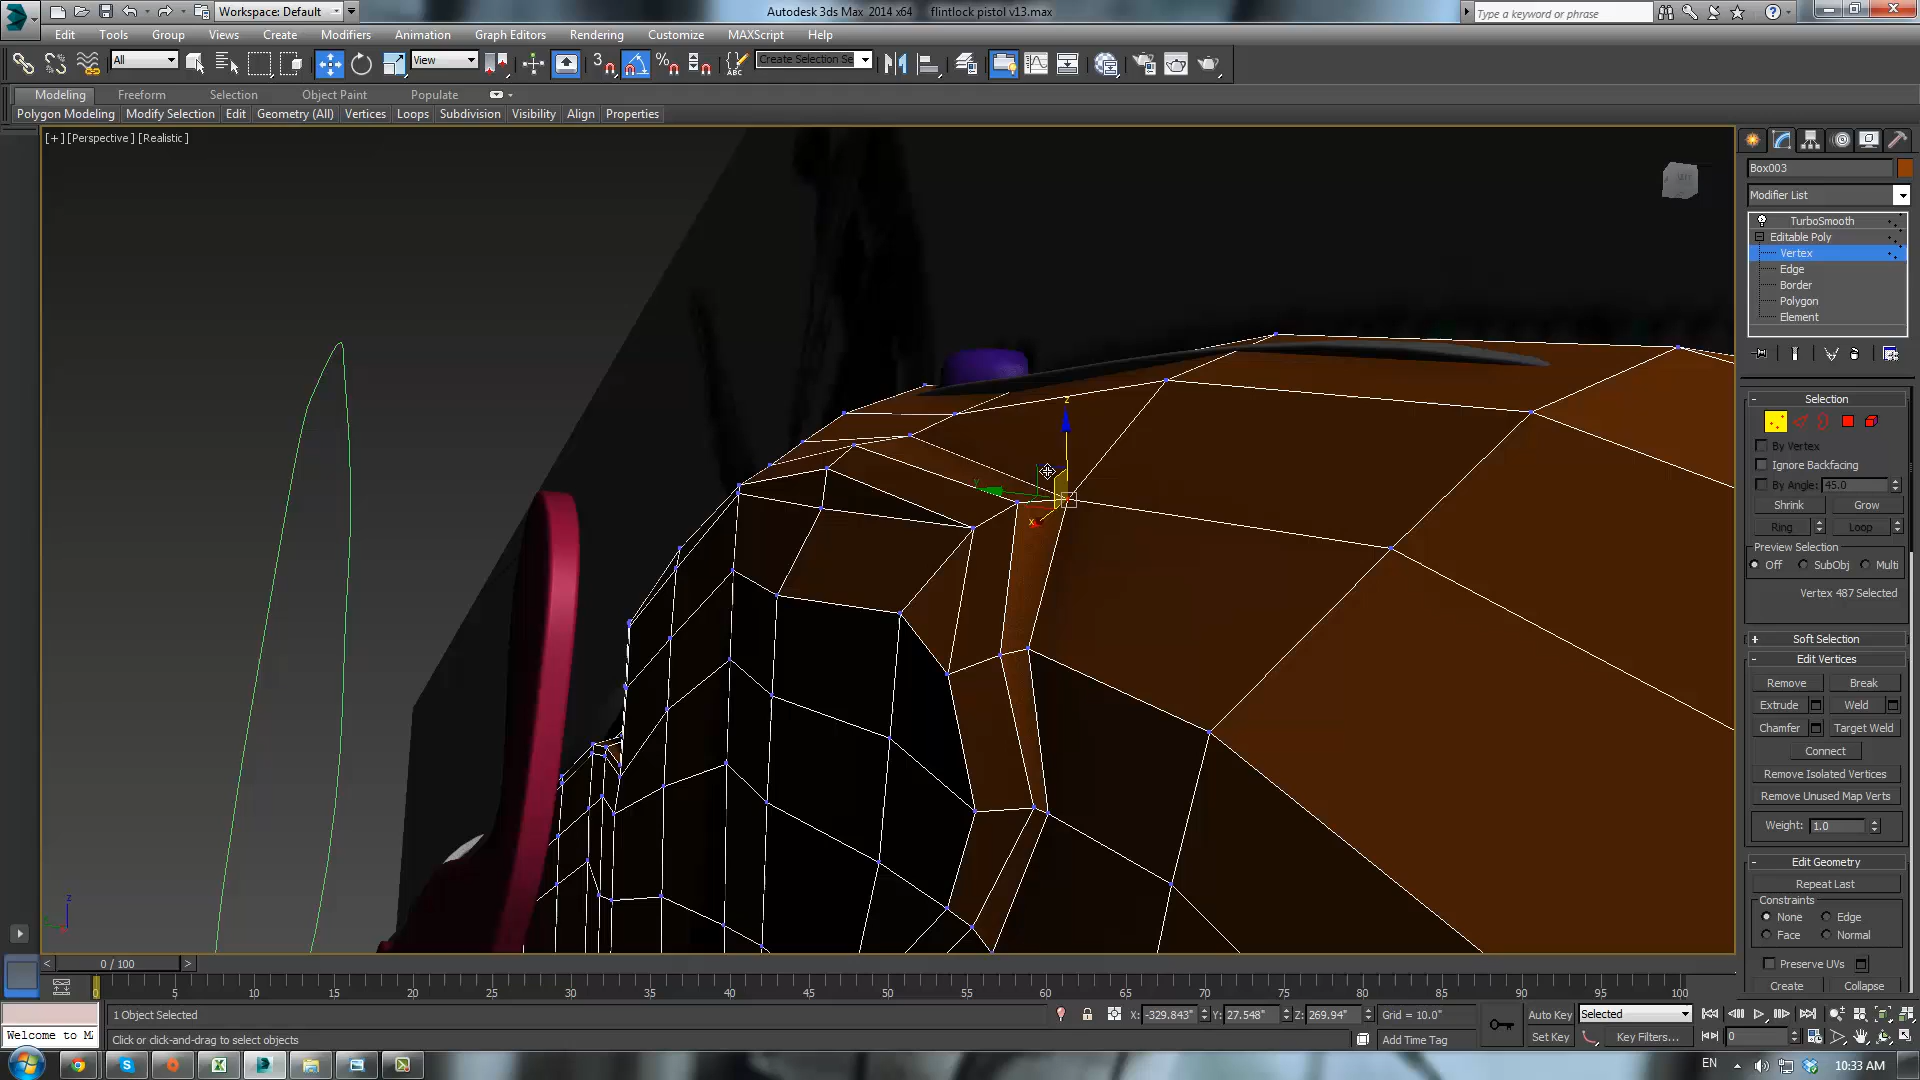 Workspace: Default
Autodesk 3ds Max 2014 x64 flintlock pistol v13.max
Type a keyword or phrase
Edit Tools Group Views Create Modifiers Animation Graph Editors Rendering Customize MAXScript Help
All
View
3
Create Selection Se
Modeling Freeform Selection Object Paint Populate
Polygon Modeling Modify Selection Edit Geometry (All) Vertices Loops Subdivision Visibility Align Properties
[+] [Perspective] [Realistic]
z
y
x
z
Box003
Modifier List
TurboSmooth
Editable Poly
Vertex
Edge
Border
Polygon
Element
- Selection
By Vertex
Ignore Backfacing
By Angle: 45.0
Shrink Grow
Ring Loop
Preview Selection
Off SubObj Multi
Vertex 487 Selected
+ Soft Selection
- Edit Vertices
Remove Break
Extrude Weld
Chamfer Target Weld
Connect
Remove Isolated Vertices
Remove Unused Map Verts
Weight: 1.0
- Edit Geometry
Repeat Last
Constraints
None Edge
Face Normal
Preserve UVs
Create Collapse
< 0 / 100 >
0 5 10 15 20 25 30 35 40 45 50 55 60 65 70 75 80 85 90 95 100
1 Object Selected
X: -329.843" Y: 27.548" Z: 269.94" Grid = 10.0"
Auto Key Selected
Welcome to M
Click or click-and-drag to select objects
Add Time Tag
Set Key Key Filters... 0
EN 10:33 AM